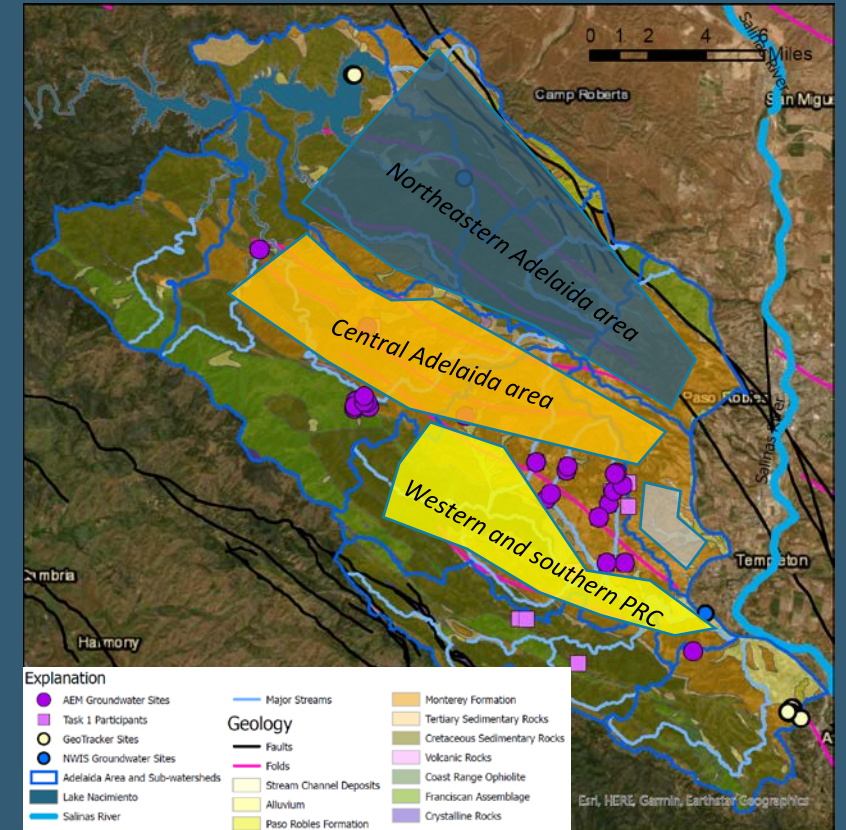 0 1 2 4 6
Miles
Salinas River
Camp Roberts
San Migu
Northeastern Adelaida area
Central Adelaida area
Paso Robles
Salinas River
Western and southern PRC
Templeton
ambria
Harmony
A
Esri, HERE, Garmin, Earthstar Geographics
Explanation
AEM Groundwater Sites
Task 1 Participants
GeoTracker Sites
NWIS Groundwater Sites
Adelaida Area and Sub-watersheds
Lake Nacimiento
Salinas River
Major Streams
Geology
Faults
Folds
Stream Channel Deposits
Alluvium
Paso Robles Formation
Monterey Formation
Tertiary Sedimentary Rocks
Cretaceous Sedimentary Rocks
Volcanic Rocks
Coast Range Ophiolite
Franciscan Assemblage
Crystalline Rocks